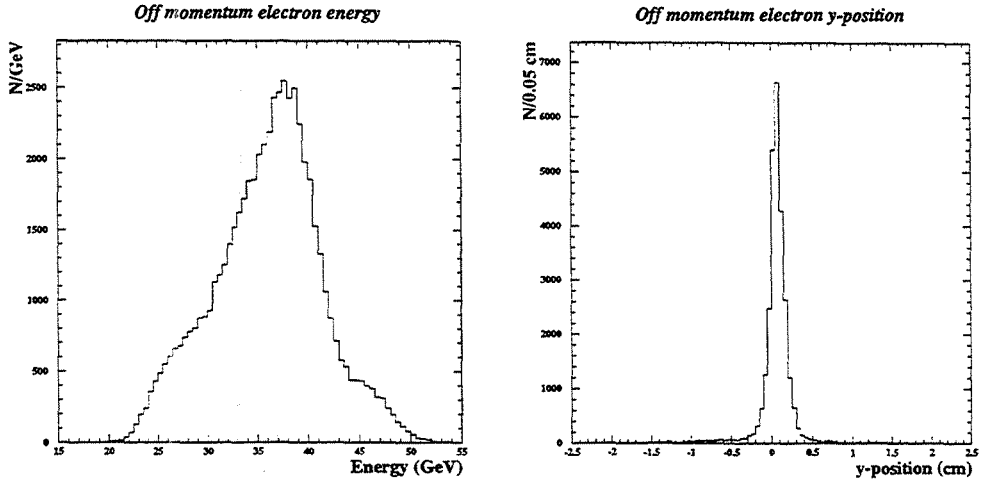 Off momentum electron energy
N/GeV
2500
2000
1500
1000
500
0
15 20 25 30 35 40 45 50 55
Energy (GeV)
Off momentum electron y-position
N/0.05 cm
7000
6000
5000
4000
3000
2000
1000
0
-2.5 -2 -1.5 -1 -0.5 0 0.5 1 1.5 2 2.5
y-position (cm)